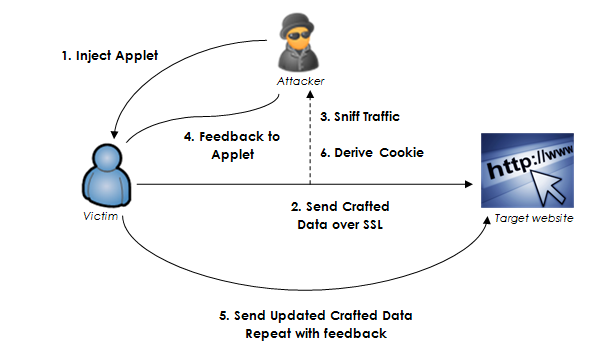 1. Inject Applet
Attacker
3. Sniff Traffic
4. Feedback to
Applet
6. Derive Cookie
http://www
Victim
2. Send Crafted
Data over SSL
Target website
5. Send Updated Crafted Data
Repeat with feedback